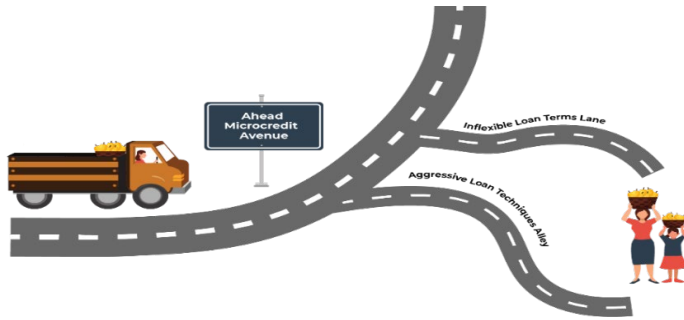 Ahead
Microcredit
Avenue
Inflexible Loan Terms Lane
Aggressive Loan Techniques Alley